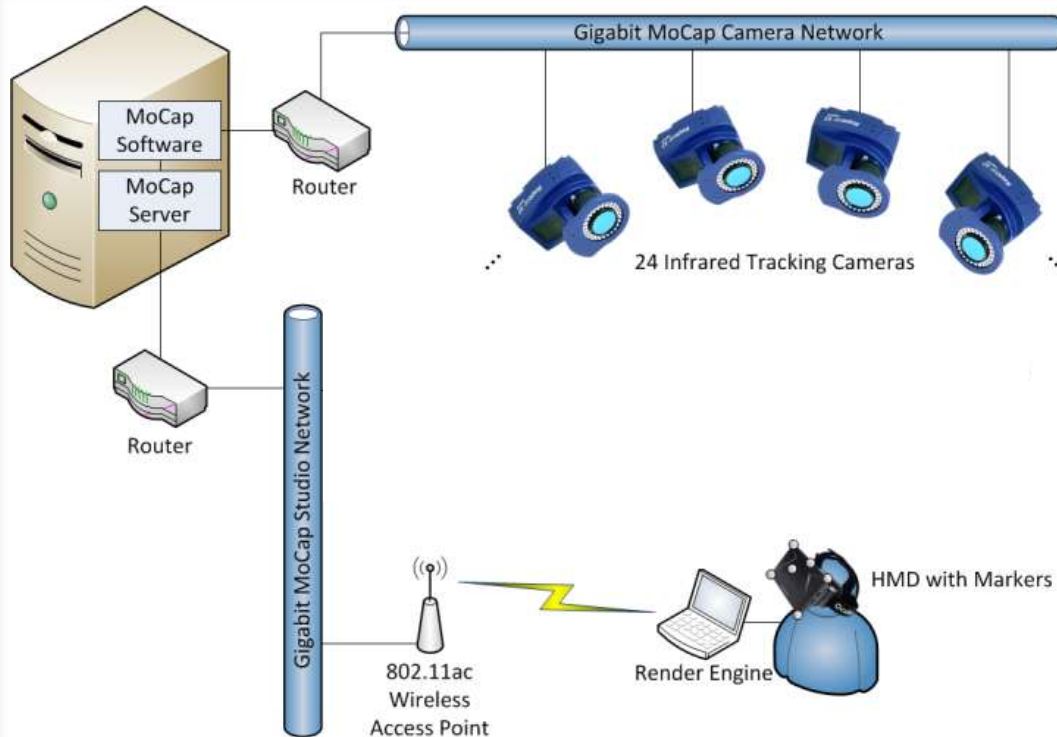 Gigabit MoCap Camera Network
MoCap
Software
Router
MoCap
Server
24 Infrared Tracking Cameras
Router
Gigabit MoCap Studio Network
HMD with Markers
802.11ac
Wireless
Access Point
Render Engine